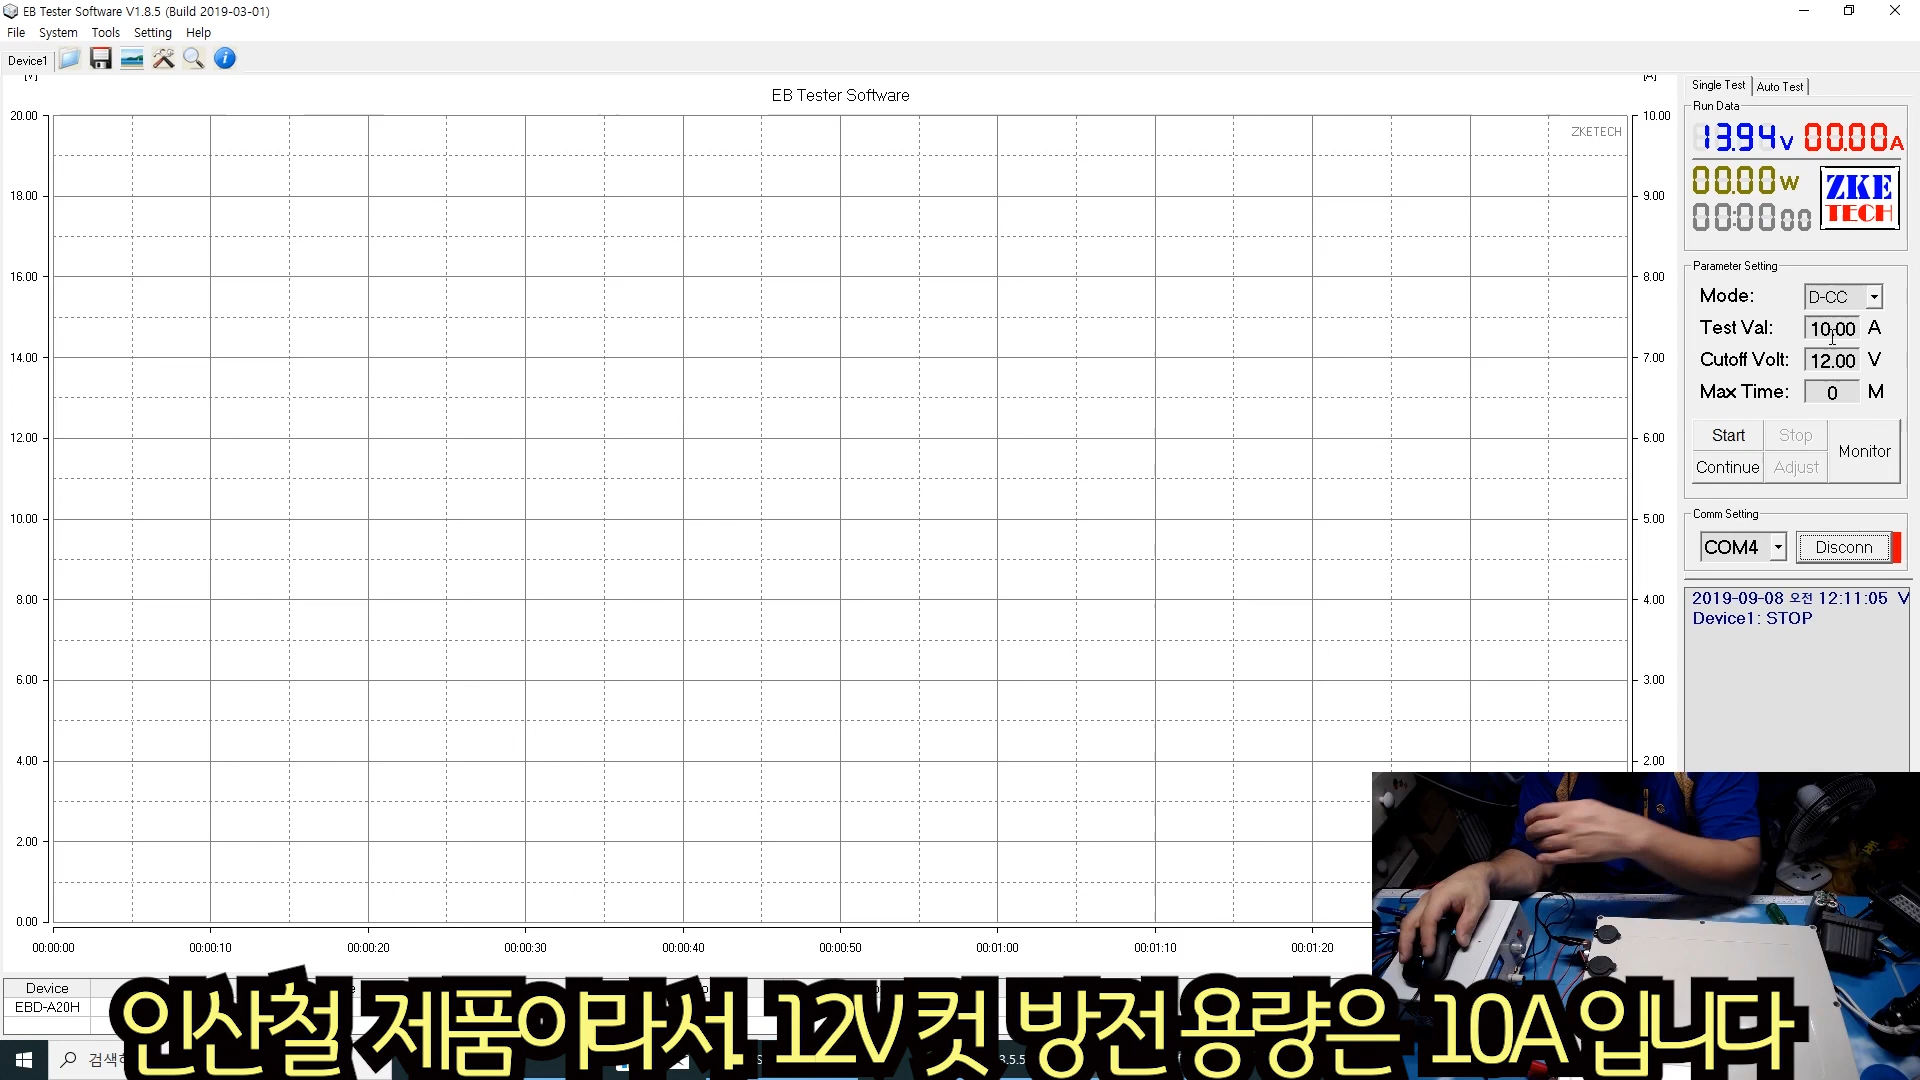 EB Tester Software V1.8.5 (Build 2019-03-01)
File System Tools Setting Help
Device1
[V]
[A]
EB Tester Software
ZKETECH
20.00
18.00
16.00
14.00
12.00
10.00
8.00
6.00
4.00
2.00
0.00
10.00
9.00
8.00
7.00
6.00
5.00
4.00
3.00
2.00
00:00:00 00:00:10 00:00:20 00:00:30 00:00:40 00:00:50 00:01:00 00:01:10 00:01:20
Single Test Auto Test
Run Data
13.94V 00.00A
00.00W
00:00 00
ZKE
TECH
Parameter Setting
Mode: D-CC
Test Val: 10.00 A
Cutoff Volt: 12.00 V
Max Time: 0 M
Start Stop
Monitor
Continue Adjust
Comm Setting
COM4 Disconn
2019-09-08 오전 12:11:05 V
Device1: STOP
Device
EBD-A20H
인산철 제품이라서. 12V 컷 방전용량은 10A 입니다
3.5.5